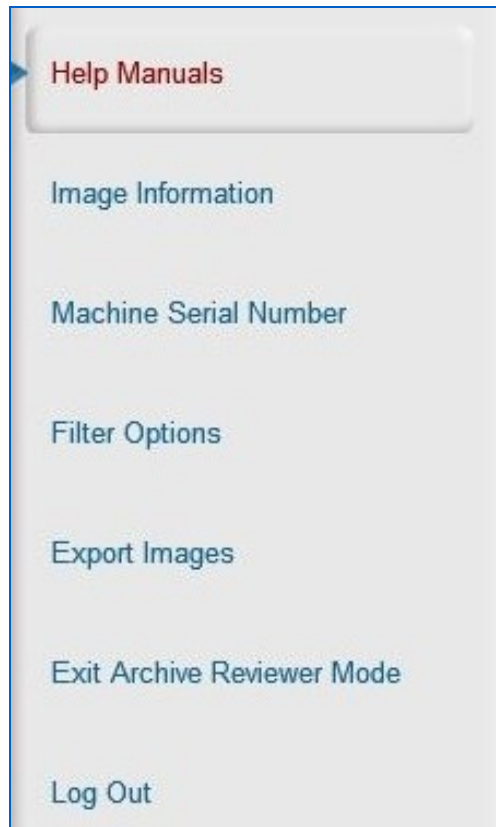 Help Manuals
Image Information
Machine Serial Number
Filter Options
Export Images
Exit Archive Reviewer Mode
Log Out